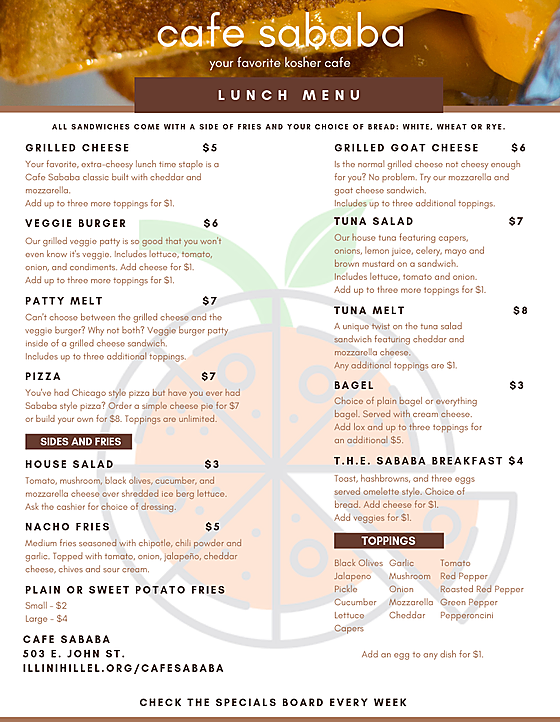 cafe sababa
your favorite kosher cafe
LUNCH MENU
ALL SANDWICHES COME WITH A SIDE OF FRIES AND YOUR CHOICE OF BREAD: WHITE, WHEAT OR RYE.
GRILLED CHEESE $5
Your favorite, extra-cheesy lunch time staple is a
Cafe Sababa classic built with cheddar and
mozzarella.
Add up to three more toppings for $1.
VEGGIE BURGER $6
Our grilled veggie patty is so good that you won't
even know it's veggie. Includes lettuce, tomato,
onion, and condiments. Add cheese for $1.
Add up to three more toppings for $1.
PATTY MELT $7
Can't choose between the grilled cheese and the
veggie burger? Why not both? Veggie burger patty
inside of a grilled cheese sandwich.
Includes up to three additional toppings.
PIZZA $7
You've had Chicago style pizza but have you ever had
Sababa style pizza? Order a simple cheese pie for $7
or build your own for $8. Toppings are unlimited.
SIDES AND FRIES
HOUSE SALAD $3
Tomato, mushroom, black olives, cucumber, and
mozzarella cheese over shredded ice berg lettuce.
Ask the cashier for choice of dressing.
NACHO FRIES $5
Medium fries seasoned with chipotle, chili powder and
garlic. Topped with tomato, onion, jalapeño, cheddar
cheese, chives and sour cream.
PLAIN OR SWEET POTATO FRIES
Small - $2
Large - $4
CAFE SABABA
503 E. JOHN ST.
ILLINIHILLEL.ORG/CAFESABABA
GRILLED GOAT CHEESE $6
Is the normal grilled cheese not cheesy enough
for you? No problem. Try our mozzarella and
goat cheese sandwich.
Includes up to three additional toppings.
TUNA SALAD $7
Our house tuna featuring capers,
onions, lemon juice, celery, mayo and
brown mustard on a sandwich.
Includes lettuce, tomato and onion.
Add up to three more toppings for $1.
TUNA MELT $8
A unique twist on the tuna salad
sandwich featuring cheddar and
mozzarella cheese.
Any additional toppings are $1.
BAGEL $3
Choice of plain bagel or everything
bagel. Served with cream cheese.
Add lox and up to three toppings for
an additional $5.
T.H.E. SABABA BREAKFAST $4
Toast, hashbrowns, and three eggs
served omelette style. Choice of
bread. Add cheese for $1.
Add veggies for $1.
TOPPINGS
Black Olives Garlic Tomato
Jalapeno Mushroom Red Pepper
Pickle Onion Roasted Red Pepper
Cucumber Mozzarella Green Pepper
Lettuce Cheddar Pepperoncini
Capers
Add an egg to any dish for $1.
CHECK THE SPECIALS BOARD EVERY WEEK